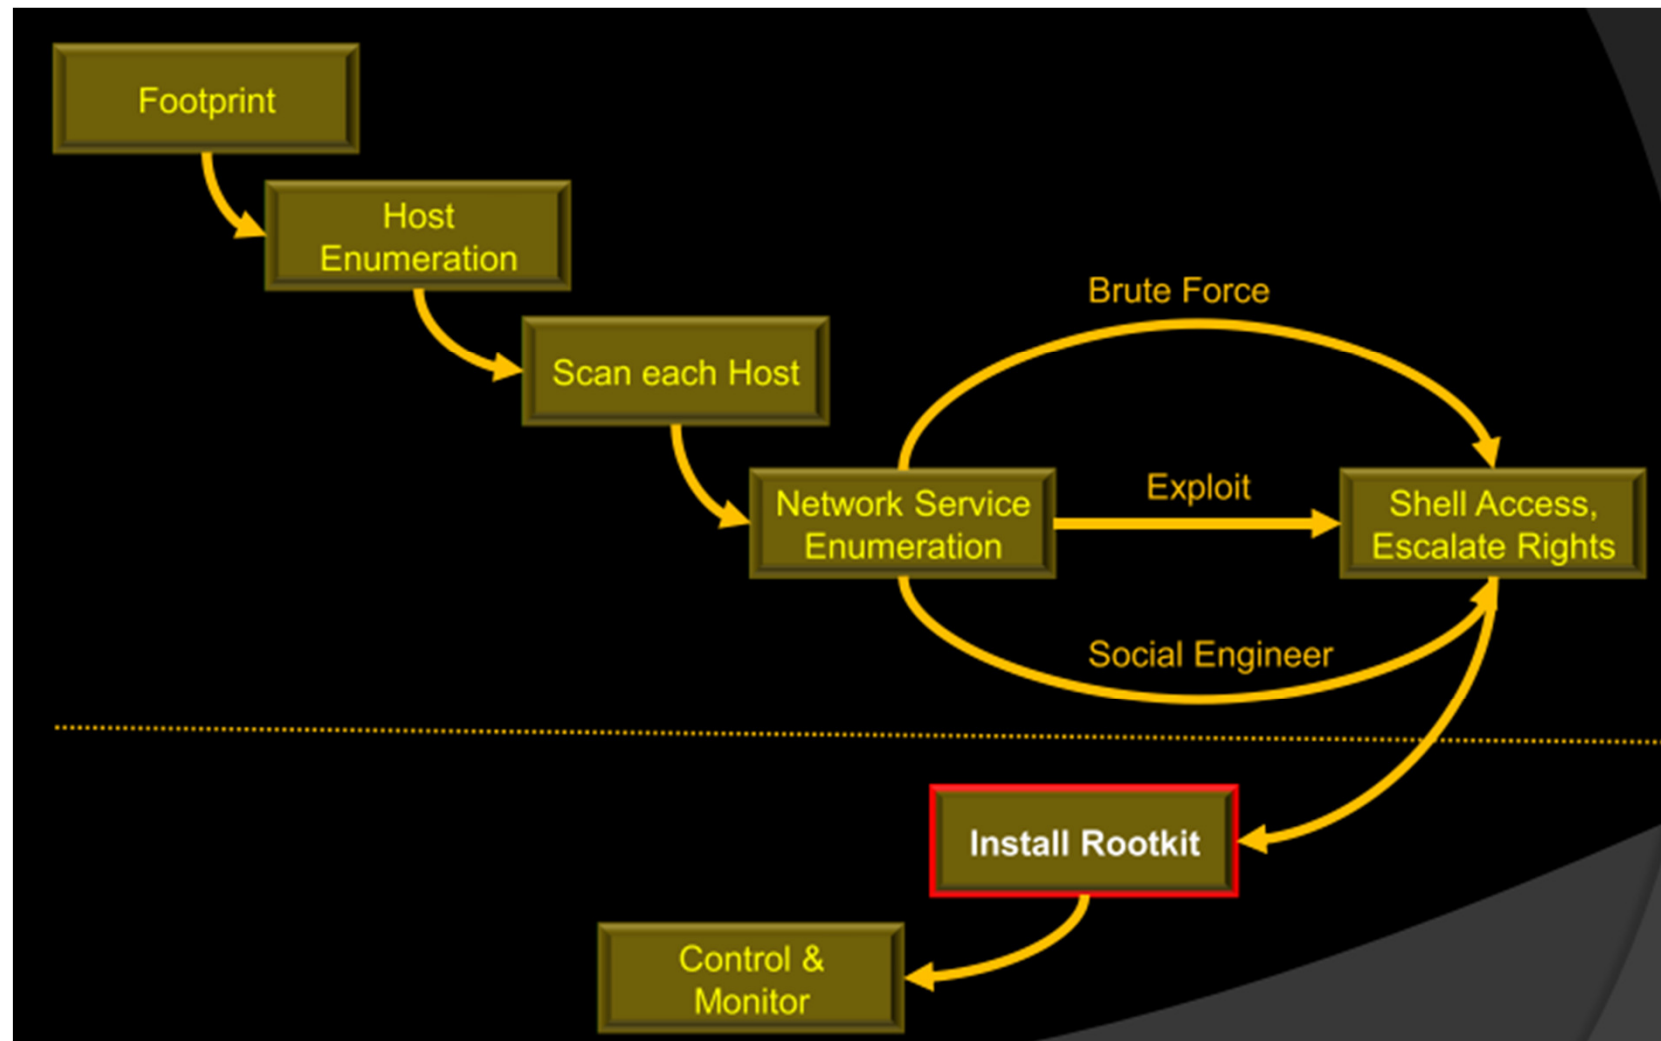 Footprint
Host
Enumeration
Scan each Host
Brute Force
Network Service
Enumeration
Exploit
Shell Access,
Escalate Rights
Social Engineer
Install Rootkit
Control &
Monitor